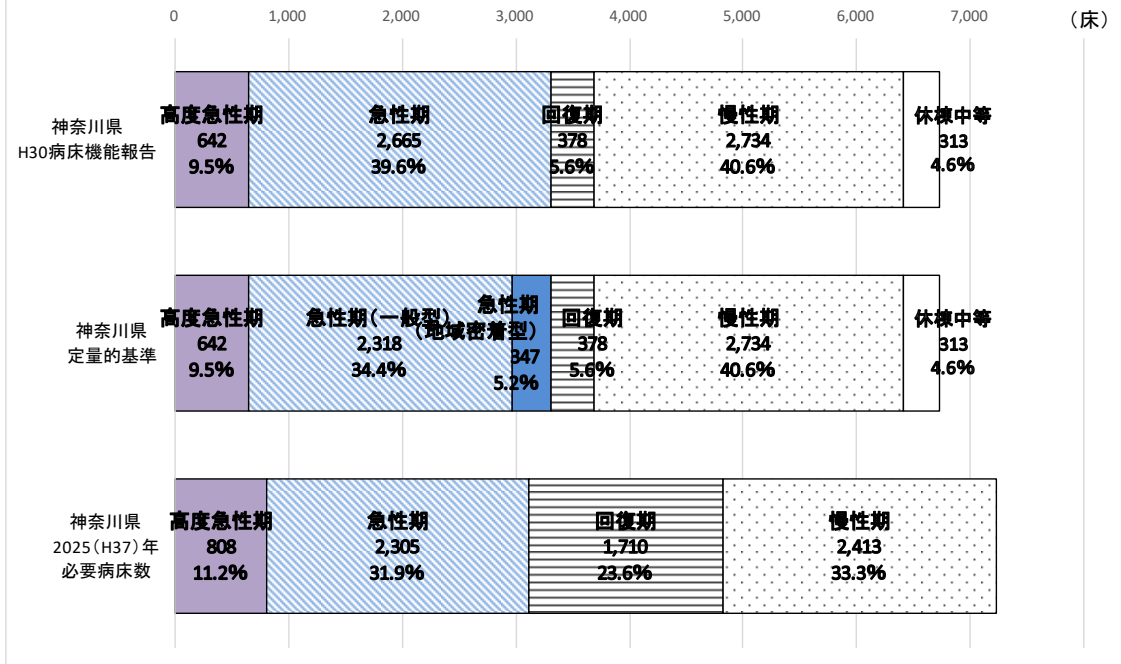 0 1,000 2,000 3,000 4,000 5,000 6,000 7,000 （床）
神奈川県
H30病床機能報告
高度急性期
642
9.5%
急性期
2,665
39.6%
回復期
378
5.6%
慢性期
2,734
40.6%
休棟中等
313
4.6%
神奈川県
定量的基準
高度急性期
642
9.5%
急性期（一般型）
2,318
34.4%
急性期
（地域密着型）
347
5.2%
回復期
378
5.6%
慢性期
2,734
40.6%
休棟中等
313
4.6%
神奈川県
2025（H37）年
必要病床数
高度急性期
808
11.2%
急性期
2,305
31.9%
回復期
1,710
23.6%
慢性期
2,413
33.3%